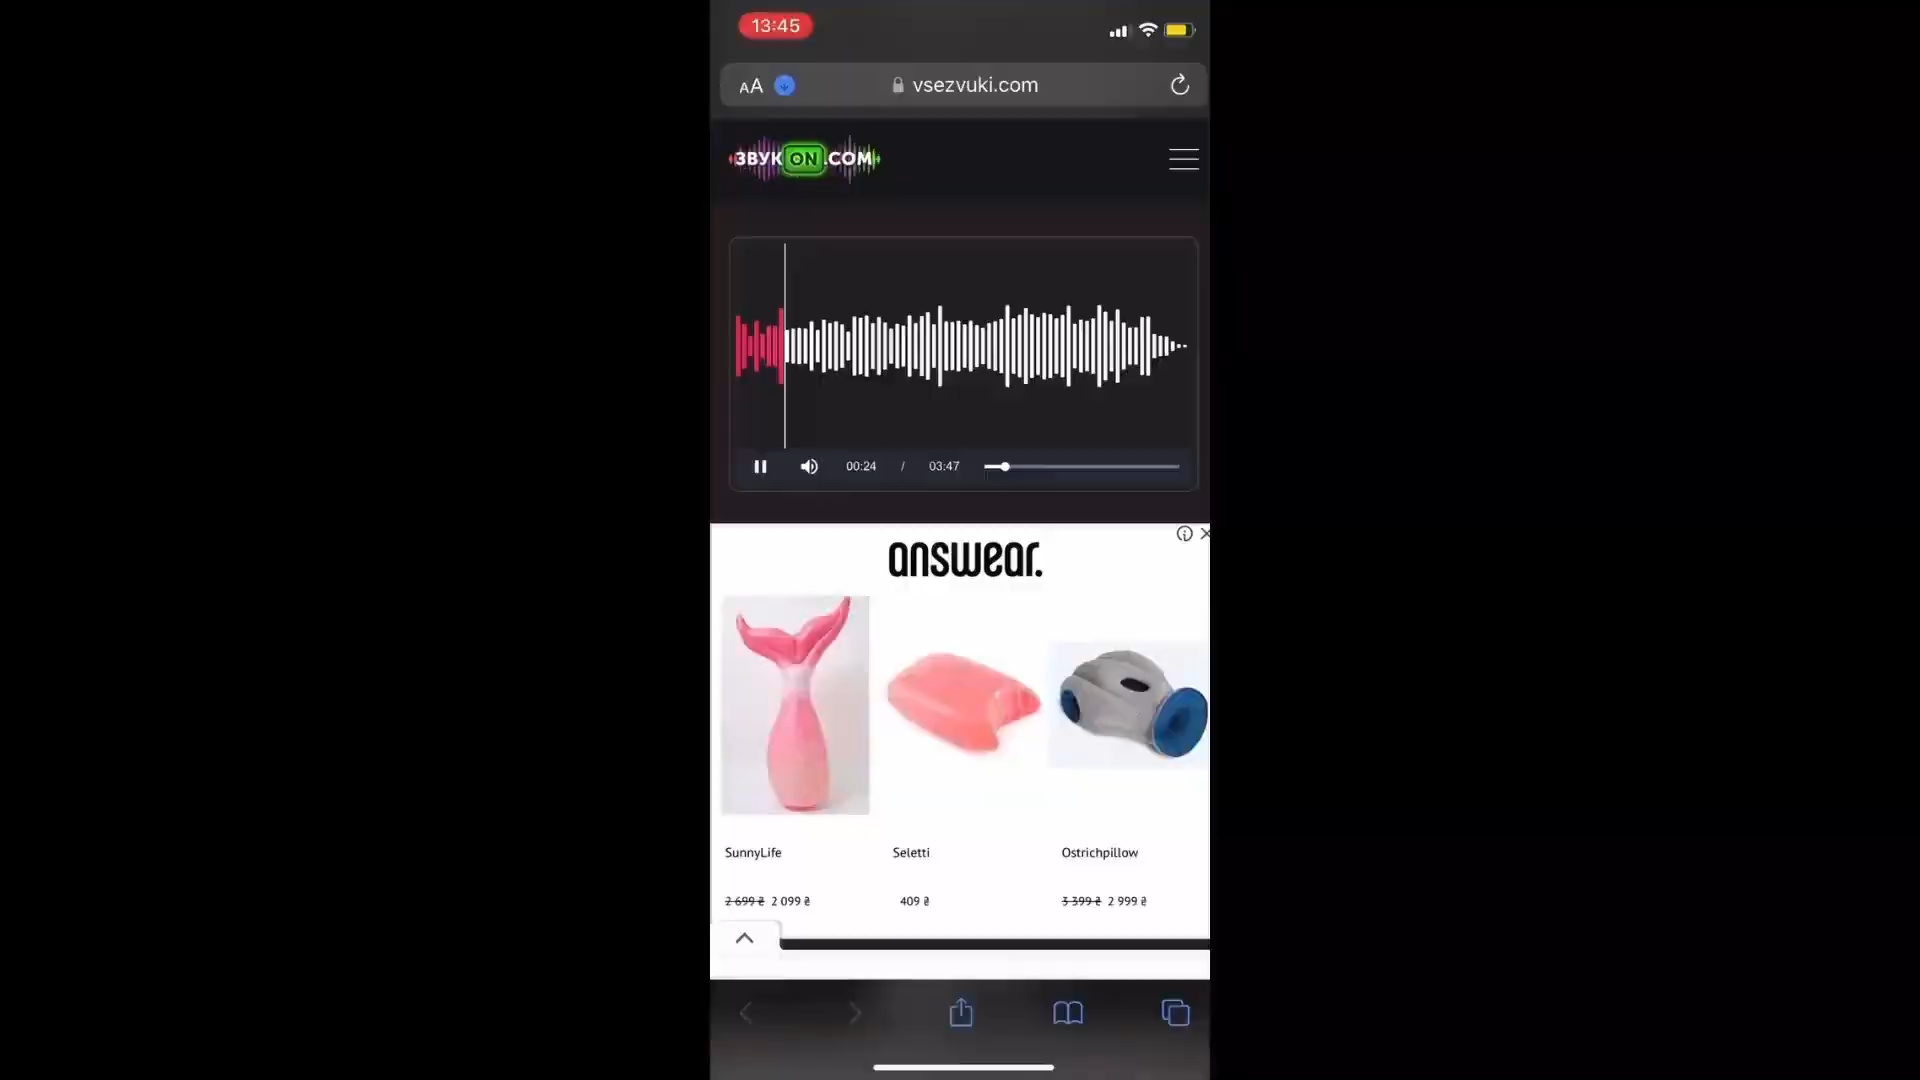 13:45
AA
vsezvuki.com
ЗВУК ON .COM
00:24 / 03:47
answear.
SunnyLife Seletti Ostrichpillow
2 699 ₴ 2 099 ₴ 409 ₴ 3 399 ₴ 2 999 ₴